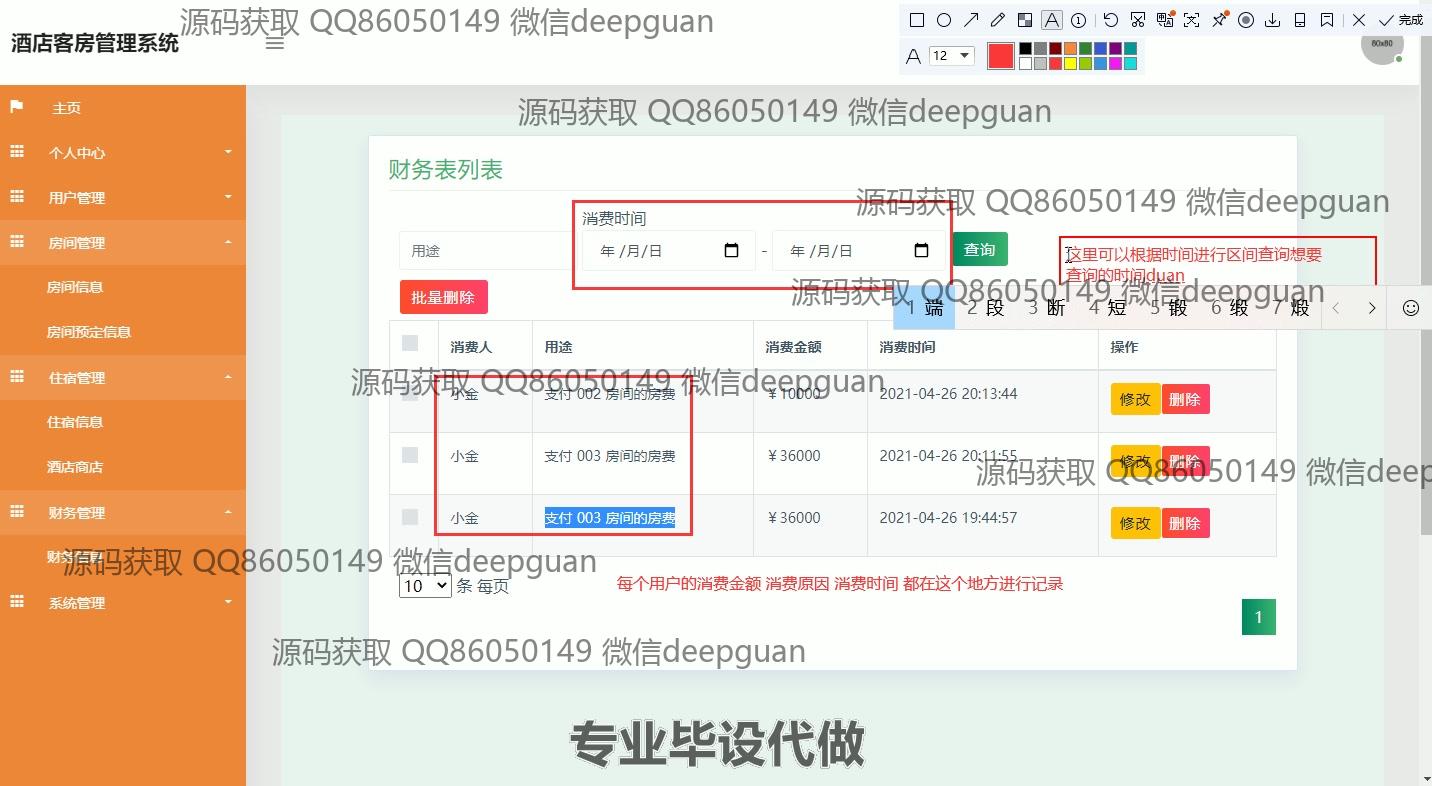 源码获取 QQ86050149 微信deepguan
完成
酒店客房管理系统
12
80x80
主页
源码获取 QQ86050149 微信deepguan
个人中心
财务表列表
用户管理
源码获取 QQ86050149 微信deepguan
消费时间
房间管理
用途
年 /月/日 - 年 /月/日
查询
这里可以根据时间进行区间查询想要
查询的时间duan
房间信息
批量删除
源码获取 QQ86050149 微信deepguan
1 端 2 段 3 断 4 短 5 锻 6 缎 7 煅
房间预定信息
消费人 用途 消费金额 消费时间 操作
住宿管理
源码获取 QQ86050149 微信deepguan
小金 支付 002 房间的房费 ￥10000 2021-04-26 20:13:44 修改 删除
住宿信息
小金 支付 003 房间的房费 ￥36000 2021-04-26 20:11:55 修改 删除
酒店商店
源码获取 QQ86050149 微信deep
财务管理
小金 支付 003 房间的房费 ￥36000 2021-04-26 19:44:57 修改 删除
财务信息
源码获取 QQ86050149 微信deepguan
10 条 每页
每个用户的消费金额 消费原因 消费时间 都在这个地方进行记录
系统管理
1
源码获取 QQ86050149 微信deepguan
专业毕设代做